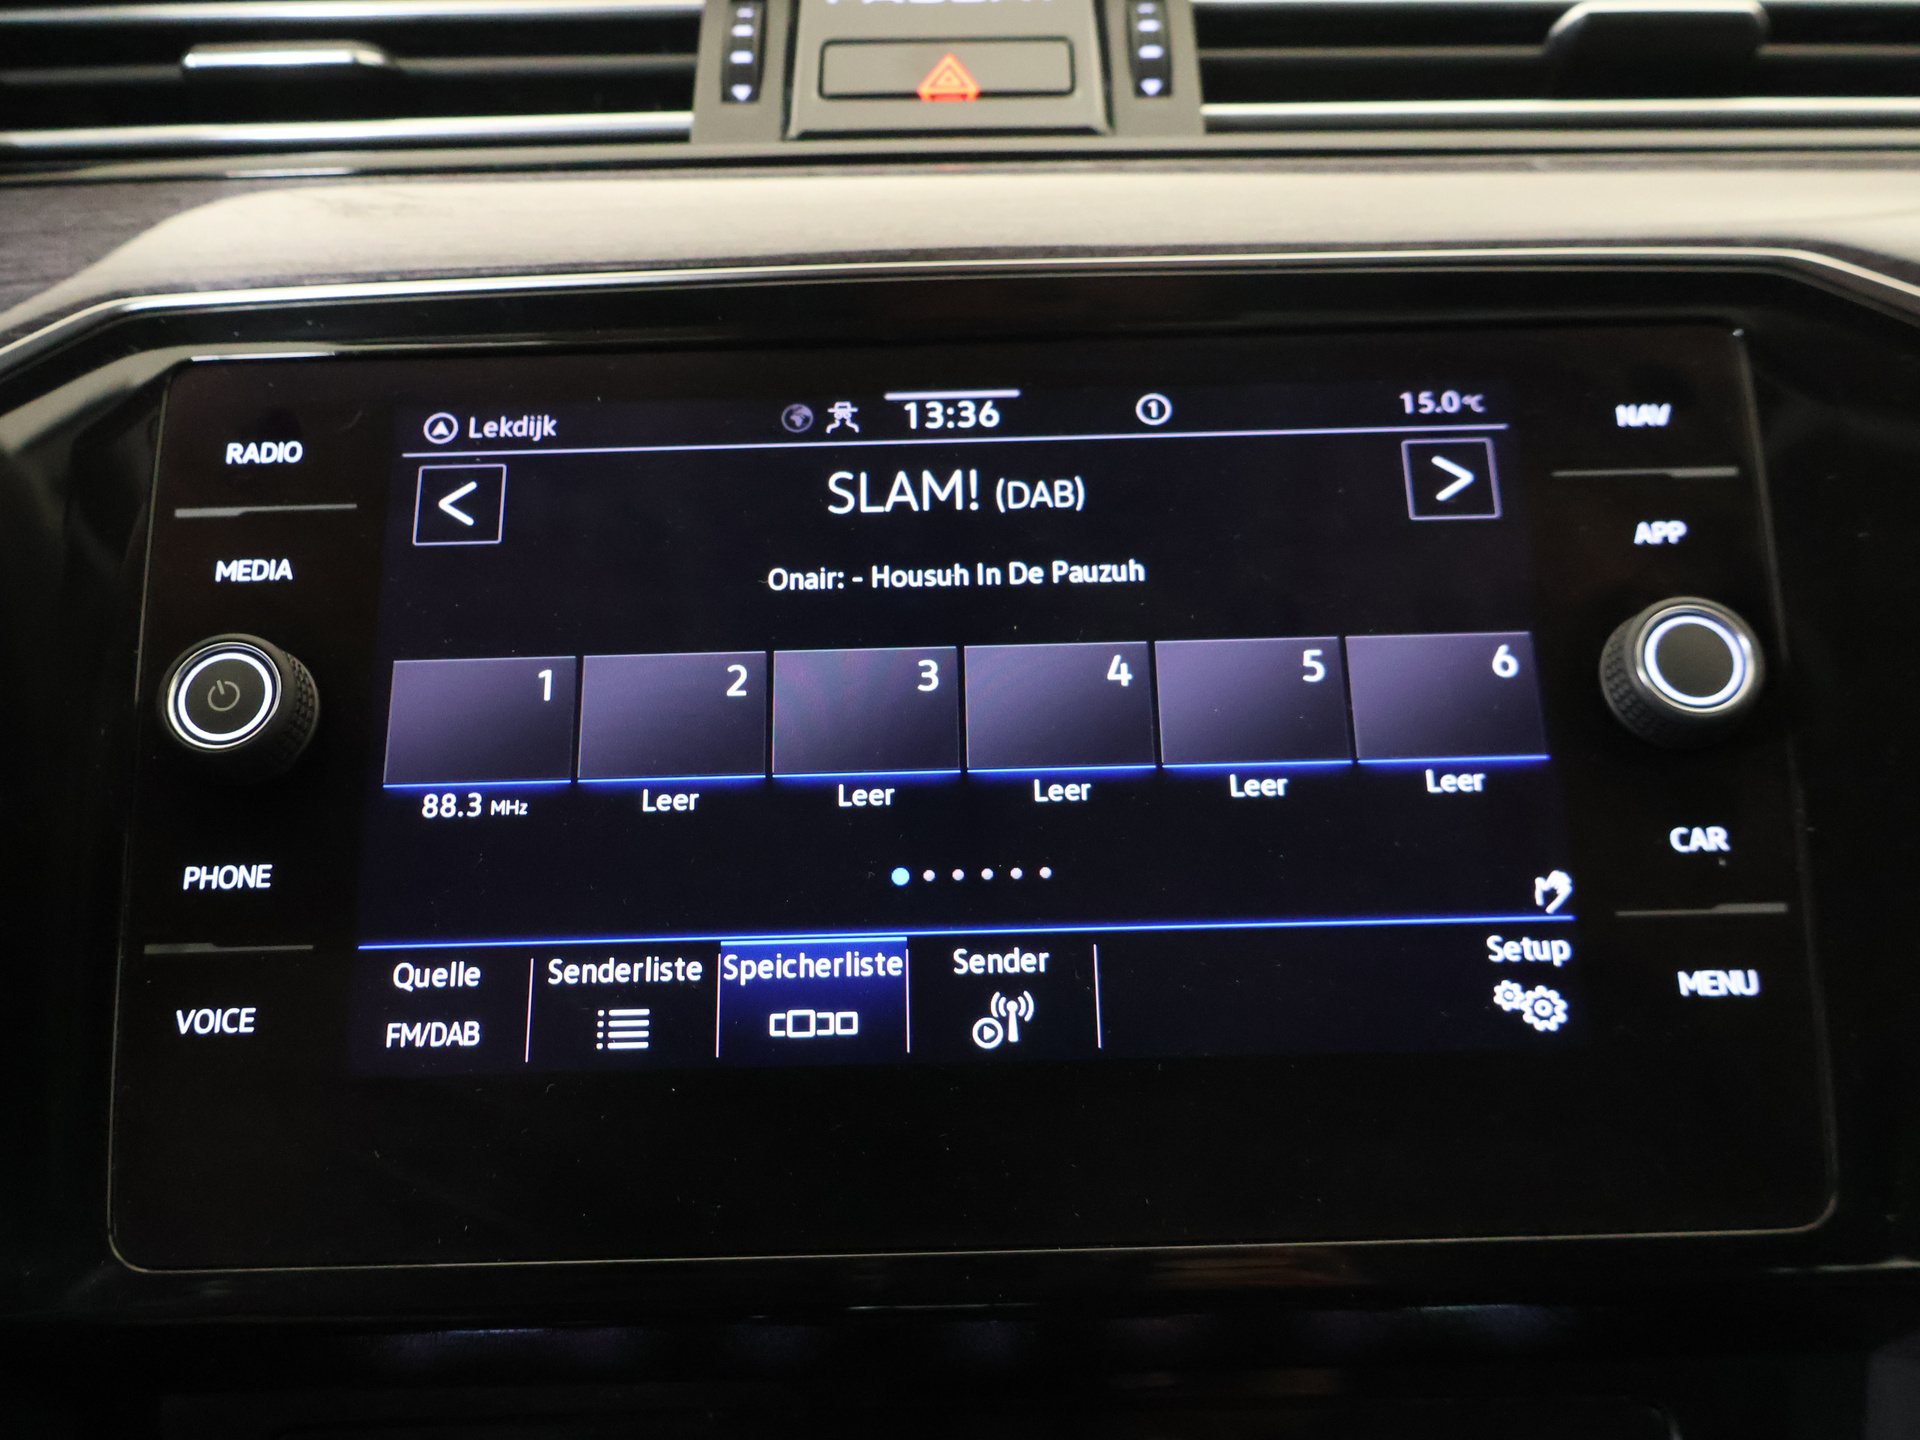 RADIO
MEDIA
PHONE
VOICE
Lekdijk
13:36
1
15.0°C
< SLAM! (DAB) >
Onair: - Housuh In De Pauzuh
1 2 3 4 5 6
88.3 MHz Leer Leer Leer Leer Leer
Quelle Senderliste Speicherliste Sender Setup
FM/DAB
NAV
APP
CAR
MENU